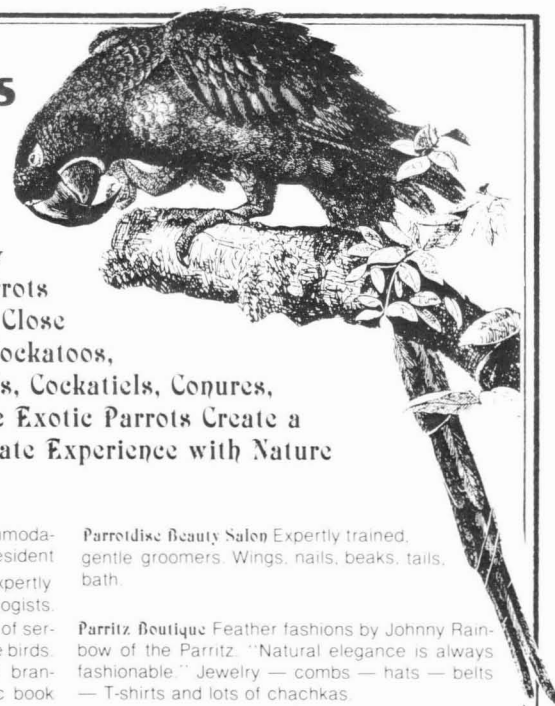 s
rrots
Close
ockatoos,
s, Cockatiels, Conures,
e Exotic Parrots Create a
ate Experience with Nature
moda-
esident
xpertly
ogists.
of ser-
e birds.
bran-
c book
Parrotdise Beauty Salon Expertly trained,
gentle groomers. Wings, nails, beaks, tails,
bath.
Parritz Boutique Feather fashions by Johnny Rain-
bow of the Parritz. "Natural elegance is always
fashionable." Jewelry — combs — hats — belts
— T-shirts and lots of chachkas.